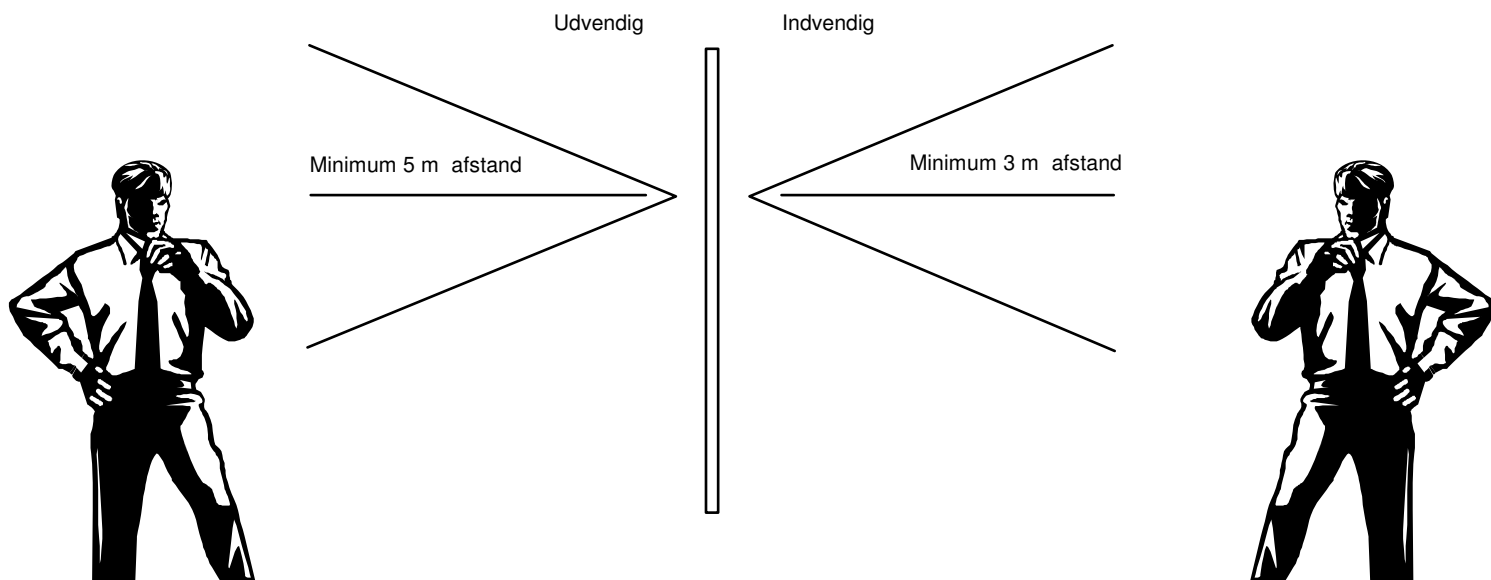 Udvendig
Indvendig
Minimum 5 m afstand
Minimum 3 m afstand